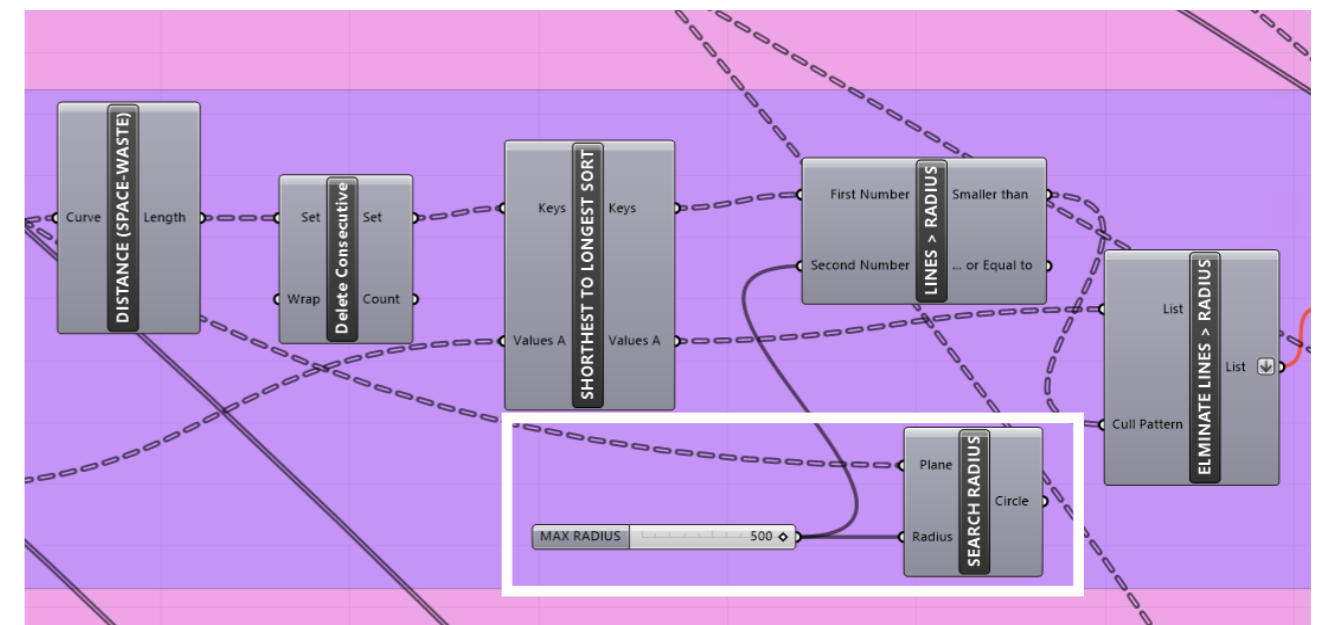 Curve
DISTANCE (SPACE-WASTE)
Length
Set
Wrap
Delete Consecutive
Set
Count
Keys
Values A
SHORTHEST TO LONGEST SORT
Keys
Values A
First Number
Second Number
LINES > RADIUS
Smaller than
... or Equal to
List
Cull Pattern
ELMINATE LINES > RADIUS
List
MAX RADIUS
500
Plane
Radius
SEARCH RADIUS
Circle